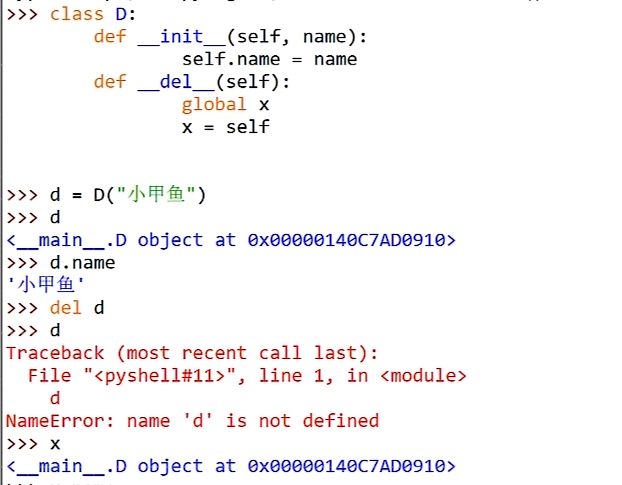 >>> class D:
        def __init__(self, name):
                self.name = name
        def __del__(self):
                global x
                x = self
>>> d = D("小甲鱼")
>>> d
<__main__.D object at 0x00000140C7AD0910>
>>> d.name
'小甲鱼'
>>> del d
>>> d
Traceback (most recent call last):
  File "<pyshell#11>", line 1, in <module>
    d
NameError: name 'd' is not defined
>>> x
<__main__.D object at 0x00000140C7AD0910>